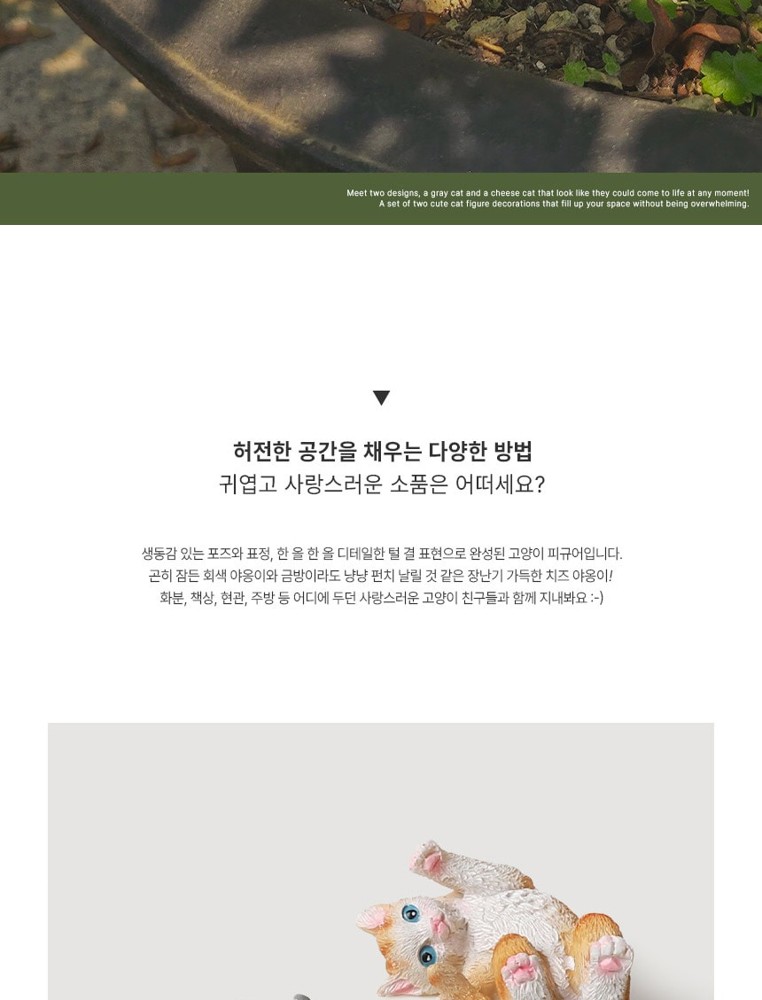 Meet two designs, a gray cat and a cheese cat that look like they could come to life at any moment!
A set of two cute cat figure decorations that fill up your space without being overwhelming.
▼
허전한 공간을 채우는 다양한 방법
귀엽고 사랑스러운 소품은 어떠세요?
생동감 있는 포즈와 표정, 한 올 한 올 디테일한 털 결 표현으로 완성된 고양이 피규어입니다.
곤히 잠든 회색 야옹이와 금방이라도 냥냥 펀치 날릴 것 같은 장난기 가득한 치즈 야옹이!
화분, 책상, 현관, 주방 등 어디에 두던 사랑스러운 고양이 친구들과 함께 지내봐요 :-)